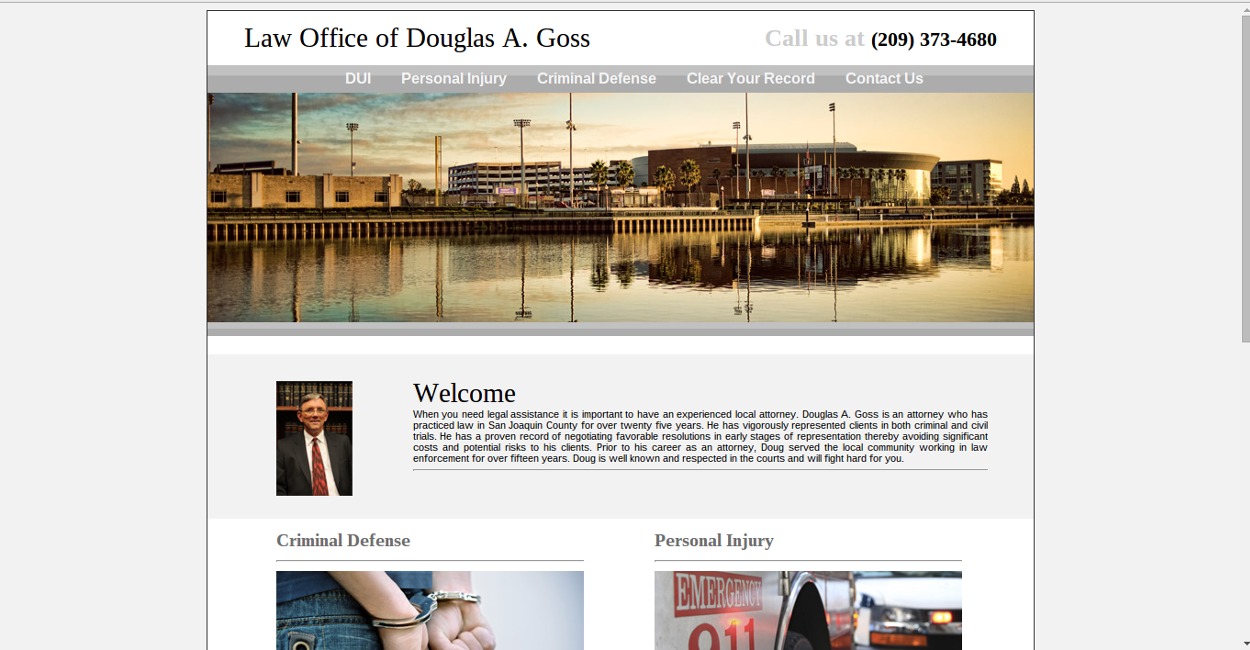 Law Office of Douglas A. Goss
Call us at (209) 373-4680
DUI Personal Injury Criminal Defense Clear Your Record Contact Us
Welcome
When you need legal assistance it is important to have an experienced local attorney. Douglas A. Goss is an attorney who has
practiced law in San Joaquin County for over twenty five years. He has vigorously represented clients in both criminal and civil
trials. He has a proven record of negotiating favorable resolutions in early stages of representation thereby avoiding significant
costs and potential risks to his clients. Prior to his career as an attorney, Doug served the local community working in law
enforcement for over fifteen years. Doug is well known and respected in the courts and will fight hard for you.
Criminal Defense
Personal Injury
EMERGENCY
911